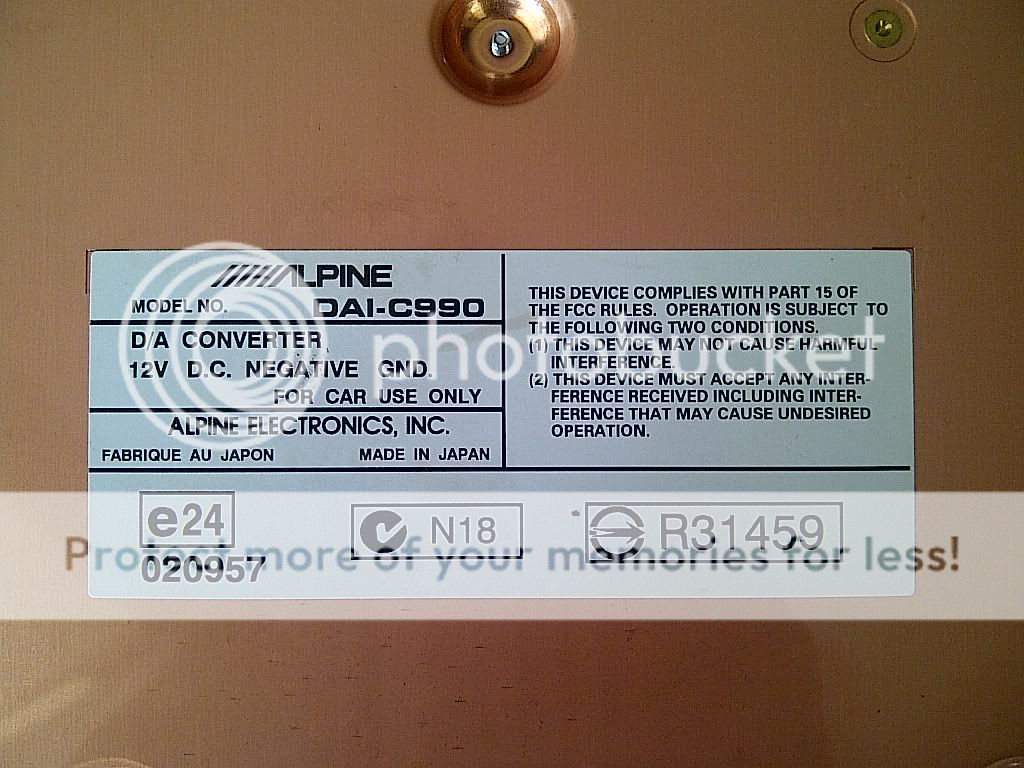 ALPINE
MODEL NO. DAI-C990
D/A CONVERTER
12V D.C. NEGATIVE GND.
FOR CAR USE ONLY
ALPINE ELECTRONICS, INC.
FABRIQUE AU JAPON MADE IN JAPAN
THIS DEVICE COMPLIES WITH PART 15 OF
THE FCC RULES. OPERATION IS SUBJECT TO
THE FOLLOWING TWO CONDITIONS.
(1) THIS DEVICE MAY NOT CAUSE HARMFUL
INTERFERENCE.
(2) THIS DEVICE MUST ACCEPT ANY INTER-
FERENCE RECEIVED INCLUDING INTER-
FERENCE THAT MAY CAUSE UNDESIRED
OPERATION.
photobucket
e24
020957
N18
R31459
Protect more of your memories for less!